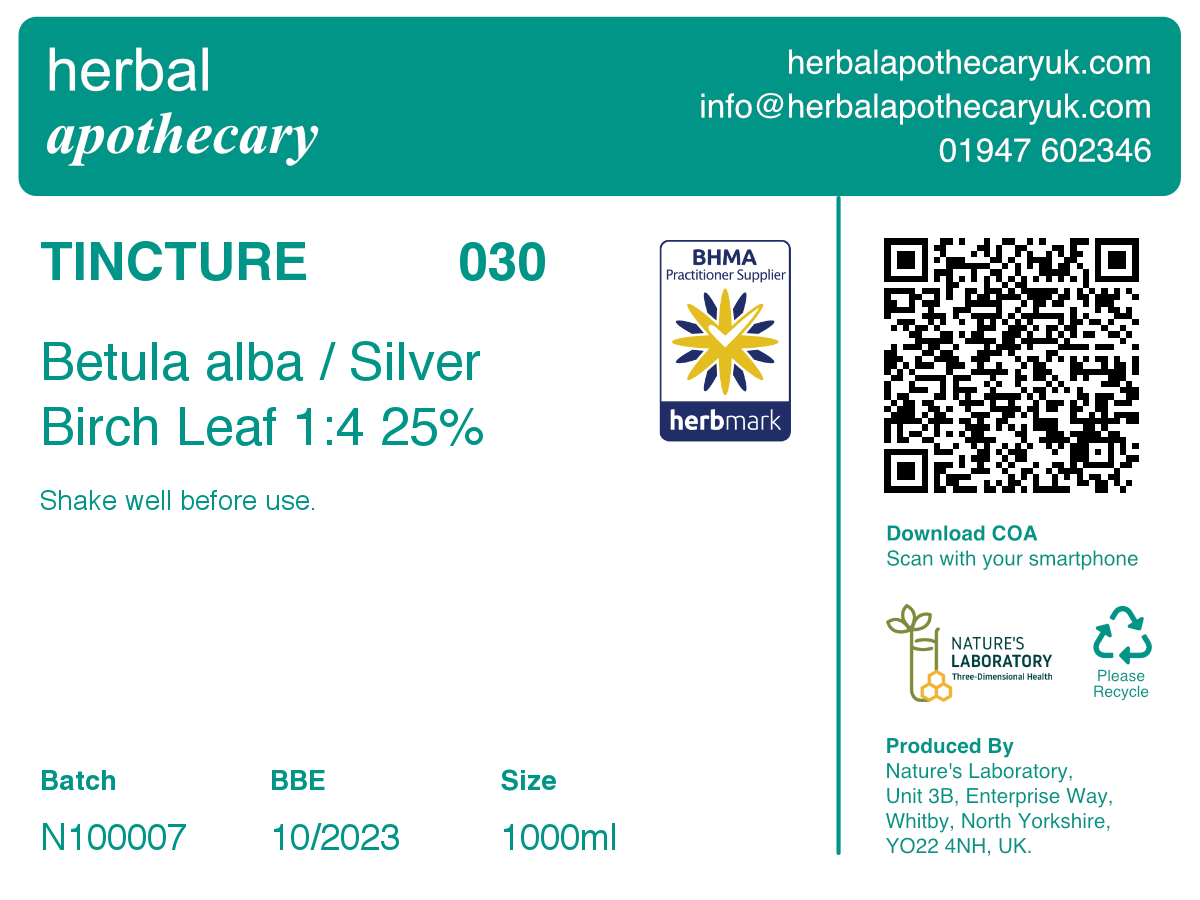 herbal
apothecary
herbalapothecaryuk.com
info@herbalapothecaryuk.com
01947 602346
TINCTURE 030
Betula alba / Silver
Birch Leaf 1:4 25%
Shake well before use.
BHMA
Practitioner Supplier
herbmark
Batch BBE Size
N100007 10/2023 1000ml
Download COA
Scan with your smartphone
NATURE'S
LABORATORY
Three-Dimensional Health
Please
Recycle
Produced By
Nature's Laboratory,
Unit 3B, Enterprise Way,
Whitby, North Yorkshire,
YO22 4NH, UK.